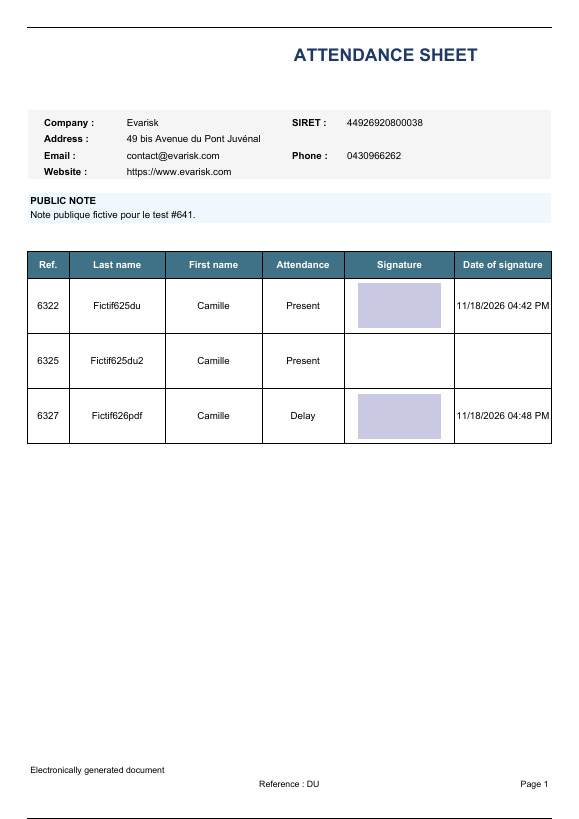 ATTENDANCE SHEET
Company : Evarisk SIRET : 44926920800038
Address : 49 bis Avenue du Pont Juvénal
Email : contact@evarisk.com Phone : 0430966262
Website : https://www.evarisk.com
PUBLIC NOTE
Note publique fictive pour le test #641.
Ref. Last name First name Attendance Signature Date of signature
6322 Fictif625du Camille Present 11/18/2026 04:42 PM
6325 Fictif625du2 Camille Present
6327 Fictif626pdf Camille Delay 11/18/2026 04:48 PM
Electronically generated document
Reference : DU Page 1